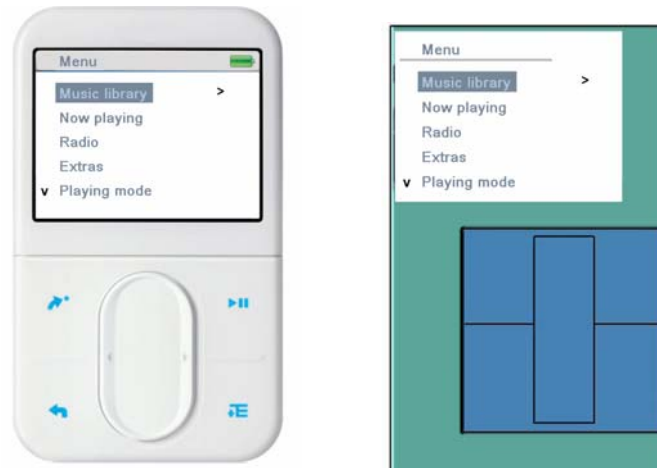 Menu
Music library >
Now playing
Radio
Extras
v Playing mode
Menu
Music library >
Now playing
Radio
Extras
v Playing mode